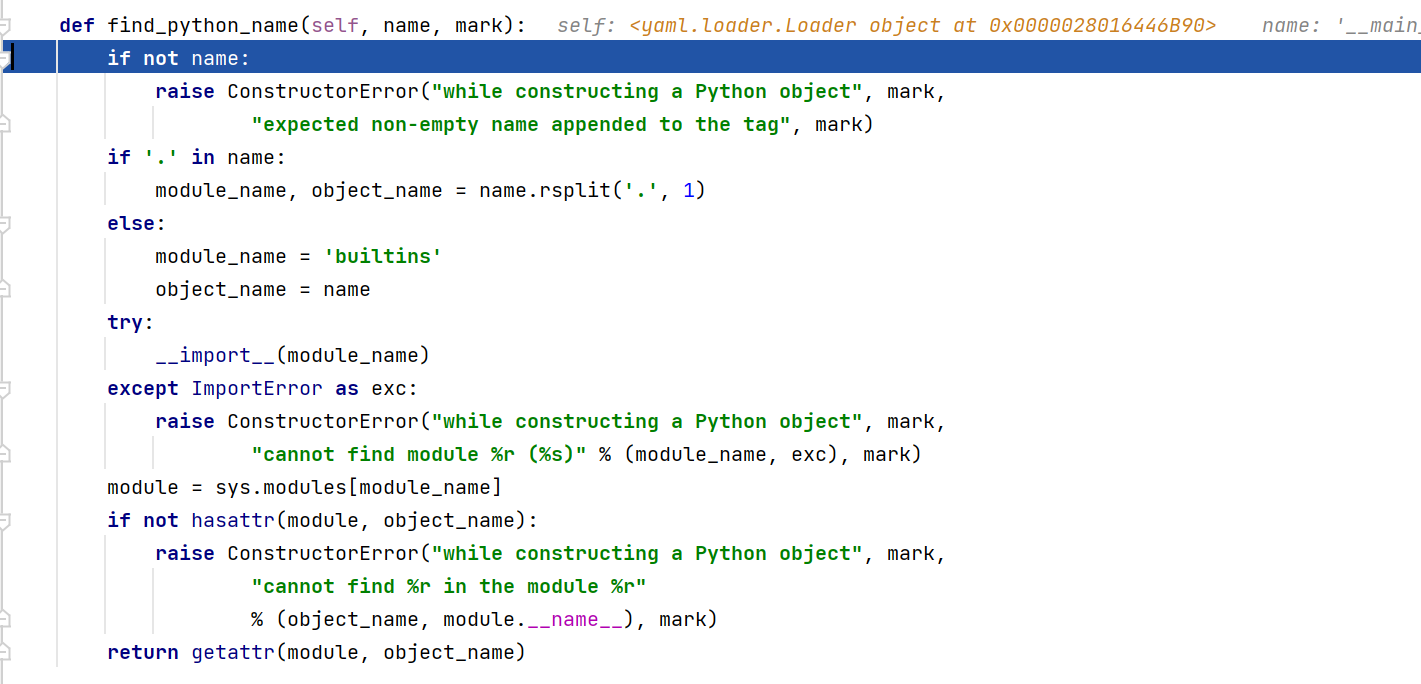 def find_python_name(self, name, mark):   self: <yaml.loader.Loader object at 0x0000028016446B90>    name: '__main_
    if not name:
        raise ConstructorError("while constructing a Python object", mark,
                "expected non-empty name appended to the tag", mark)
    if '.' in name:
        module_name, object_name = name.rsplit('.', 1)
    else:
        module_name = 'builtins'
        object_name = name
    try:
        __import__(module_name)
    except ImportError as exc:
        raise ConstructorError("while constructing a Python object", mark,
                "cannot find module %r (%s)" % (module_name, exc), mark)
    module = sys.modules[module_name]
    if not hasattr(module, object_name):
        raise ConstructorError("while constructing a Python object", mark,
                "cannot find %r in the module %r"
                % (object_name, module.__name__), mark)
    return getattr(module, object_name)